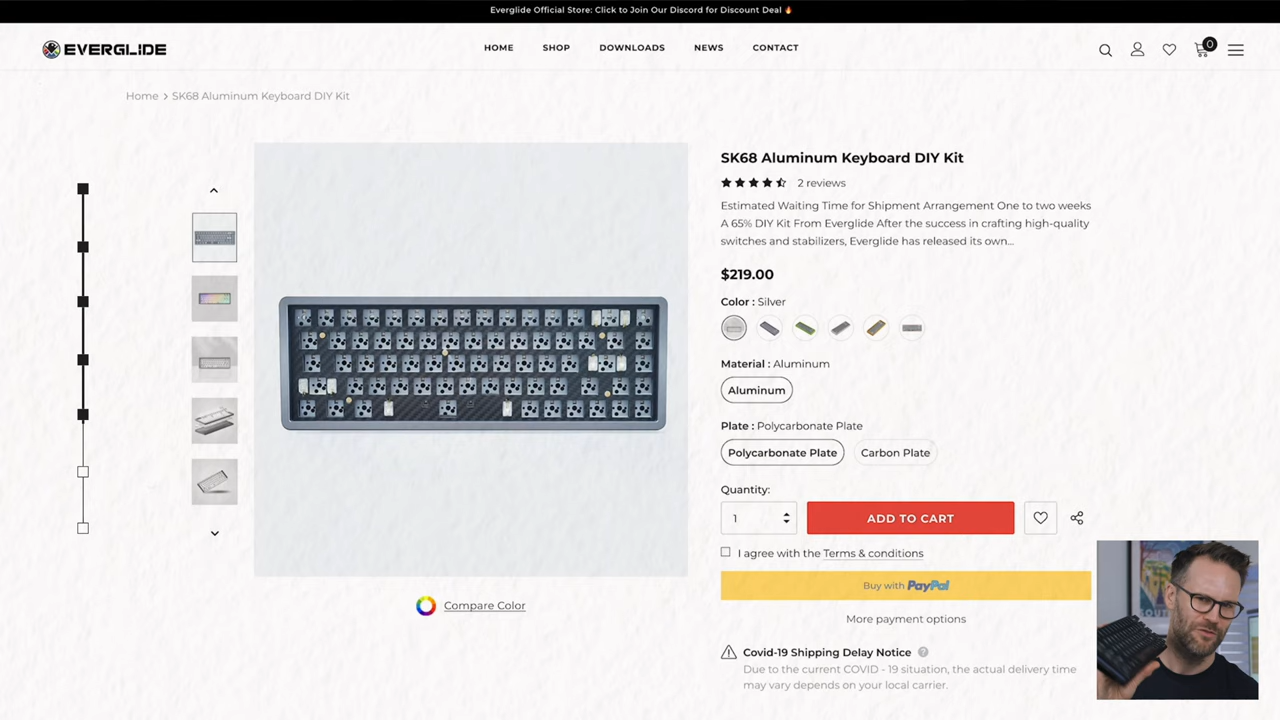 Everglide Official Store: Click to Join Our Discord for Discount Deal 🔥
EVERGLIDE
HOME SHOP DOWNLOADS NEWS CONTACT
0
Home > SK68 Aluminum Keyboard DIY Kit
SK68 Aluminum Keyboard DIY Kit
2 reviews
Estimated Waiting Time for Shipment Arrangement One to two weeks
A 65% DIY Kit From Everglide After the success in crafting high-quality
switches and stabilizers, Everglide has released its own...
$219.00
Color : Silver
Material : Aluminum
Aluminum
Plate : Polycarbonate Plate
Polycarbonate Plate Carbon Plate
Quantity:
1 ADD TO CART
I agree with the Terms & conditions
Buy with PayPal
Compare Color
More payment options
Covid-19 Shipping Delay Notice ?
Due to the current COVID - 19 situation, the actual delivery time
may vary depends on your local carrier.